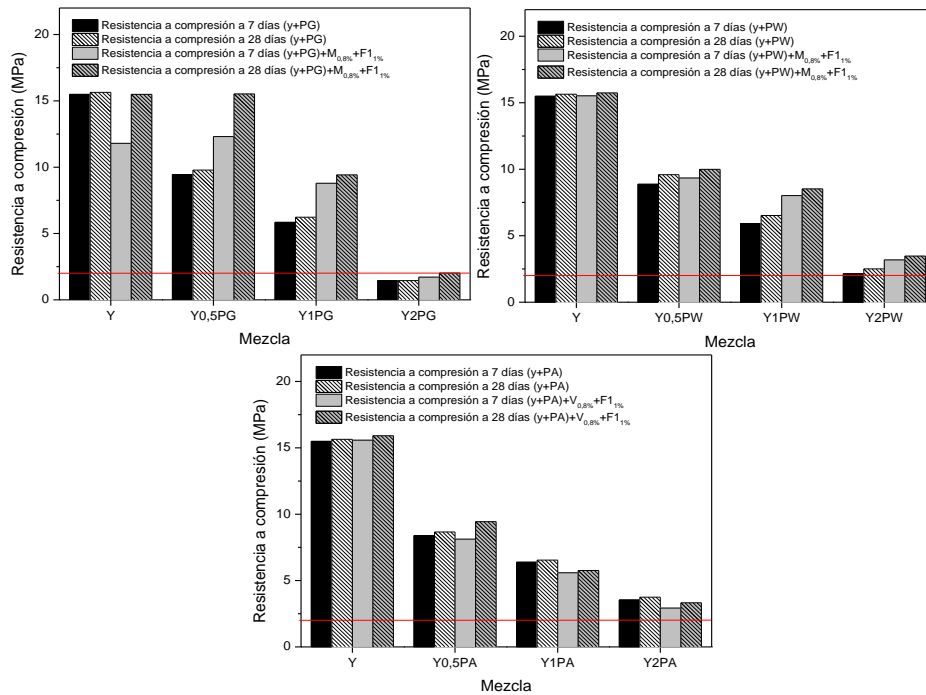 Resistencia a compresión a 7 días (y+PG)
Resistencia a compresión a 28 días (y+PG)
Resistencia a compresión a 7 días (y+PG)+M0,8%+F11%
Resistencia a compresión a 28 días (y+PG)+M0,8%+F11%
Resistencia a compresión (MPa)
20
15
10
5
0
Y
Y0,5PG
Y1PG
Y2PG
Mezcla
Resistencia a compresión a 7 días (y+PW)
Resistencia a compresión a 28 días (y+PW)
Resistencia a compresión a 7 días (y+PW)+M0,8%+F11%
Resistencia a compresión a 28 días (y+PW)+M0,8%+F11%
Resistencia a compresión (MPa)
20
15
10
5
0
Y
Y0,5PW
Y1PW
Y2PW
Mezcla
Resistencia a compresión a 7 días (y+PA)
Resistencia a compresión a 28 días (y+PA)
Resistencia a compresión a 7 días (y+PA)+V0,8%+F11%
Resistencia a compresión a 28 días (y+PA)+V0,8%+F11%
Resistencia a compresión (MPa)
20
15
10
5
0
Y
Y0,5PA
Y1PA
Y2PA
Mezcla